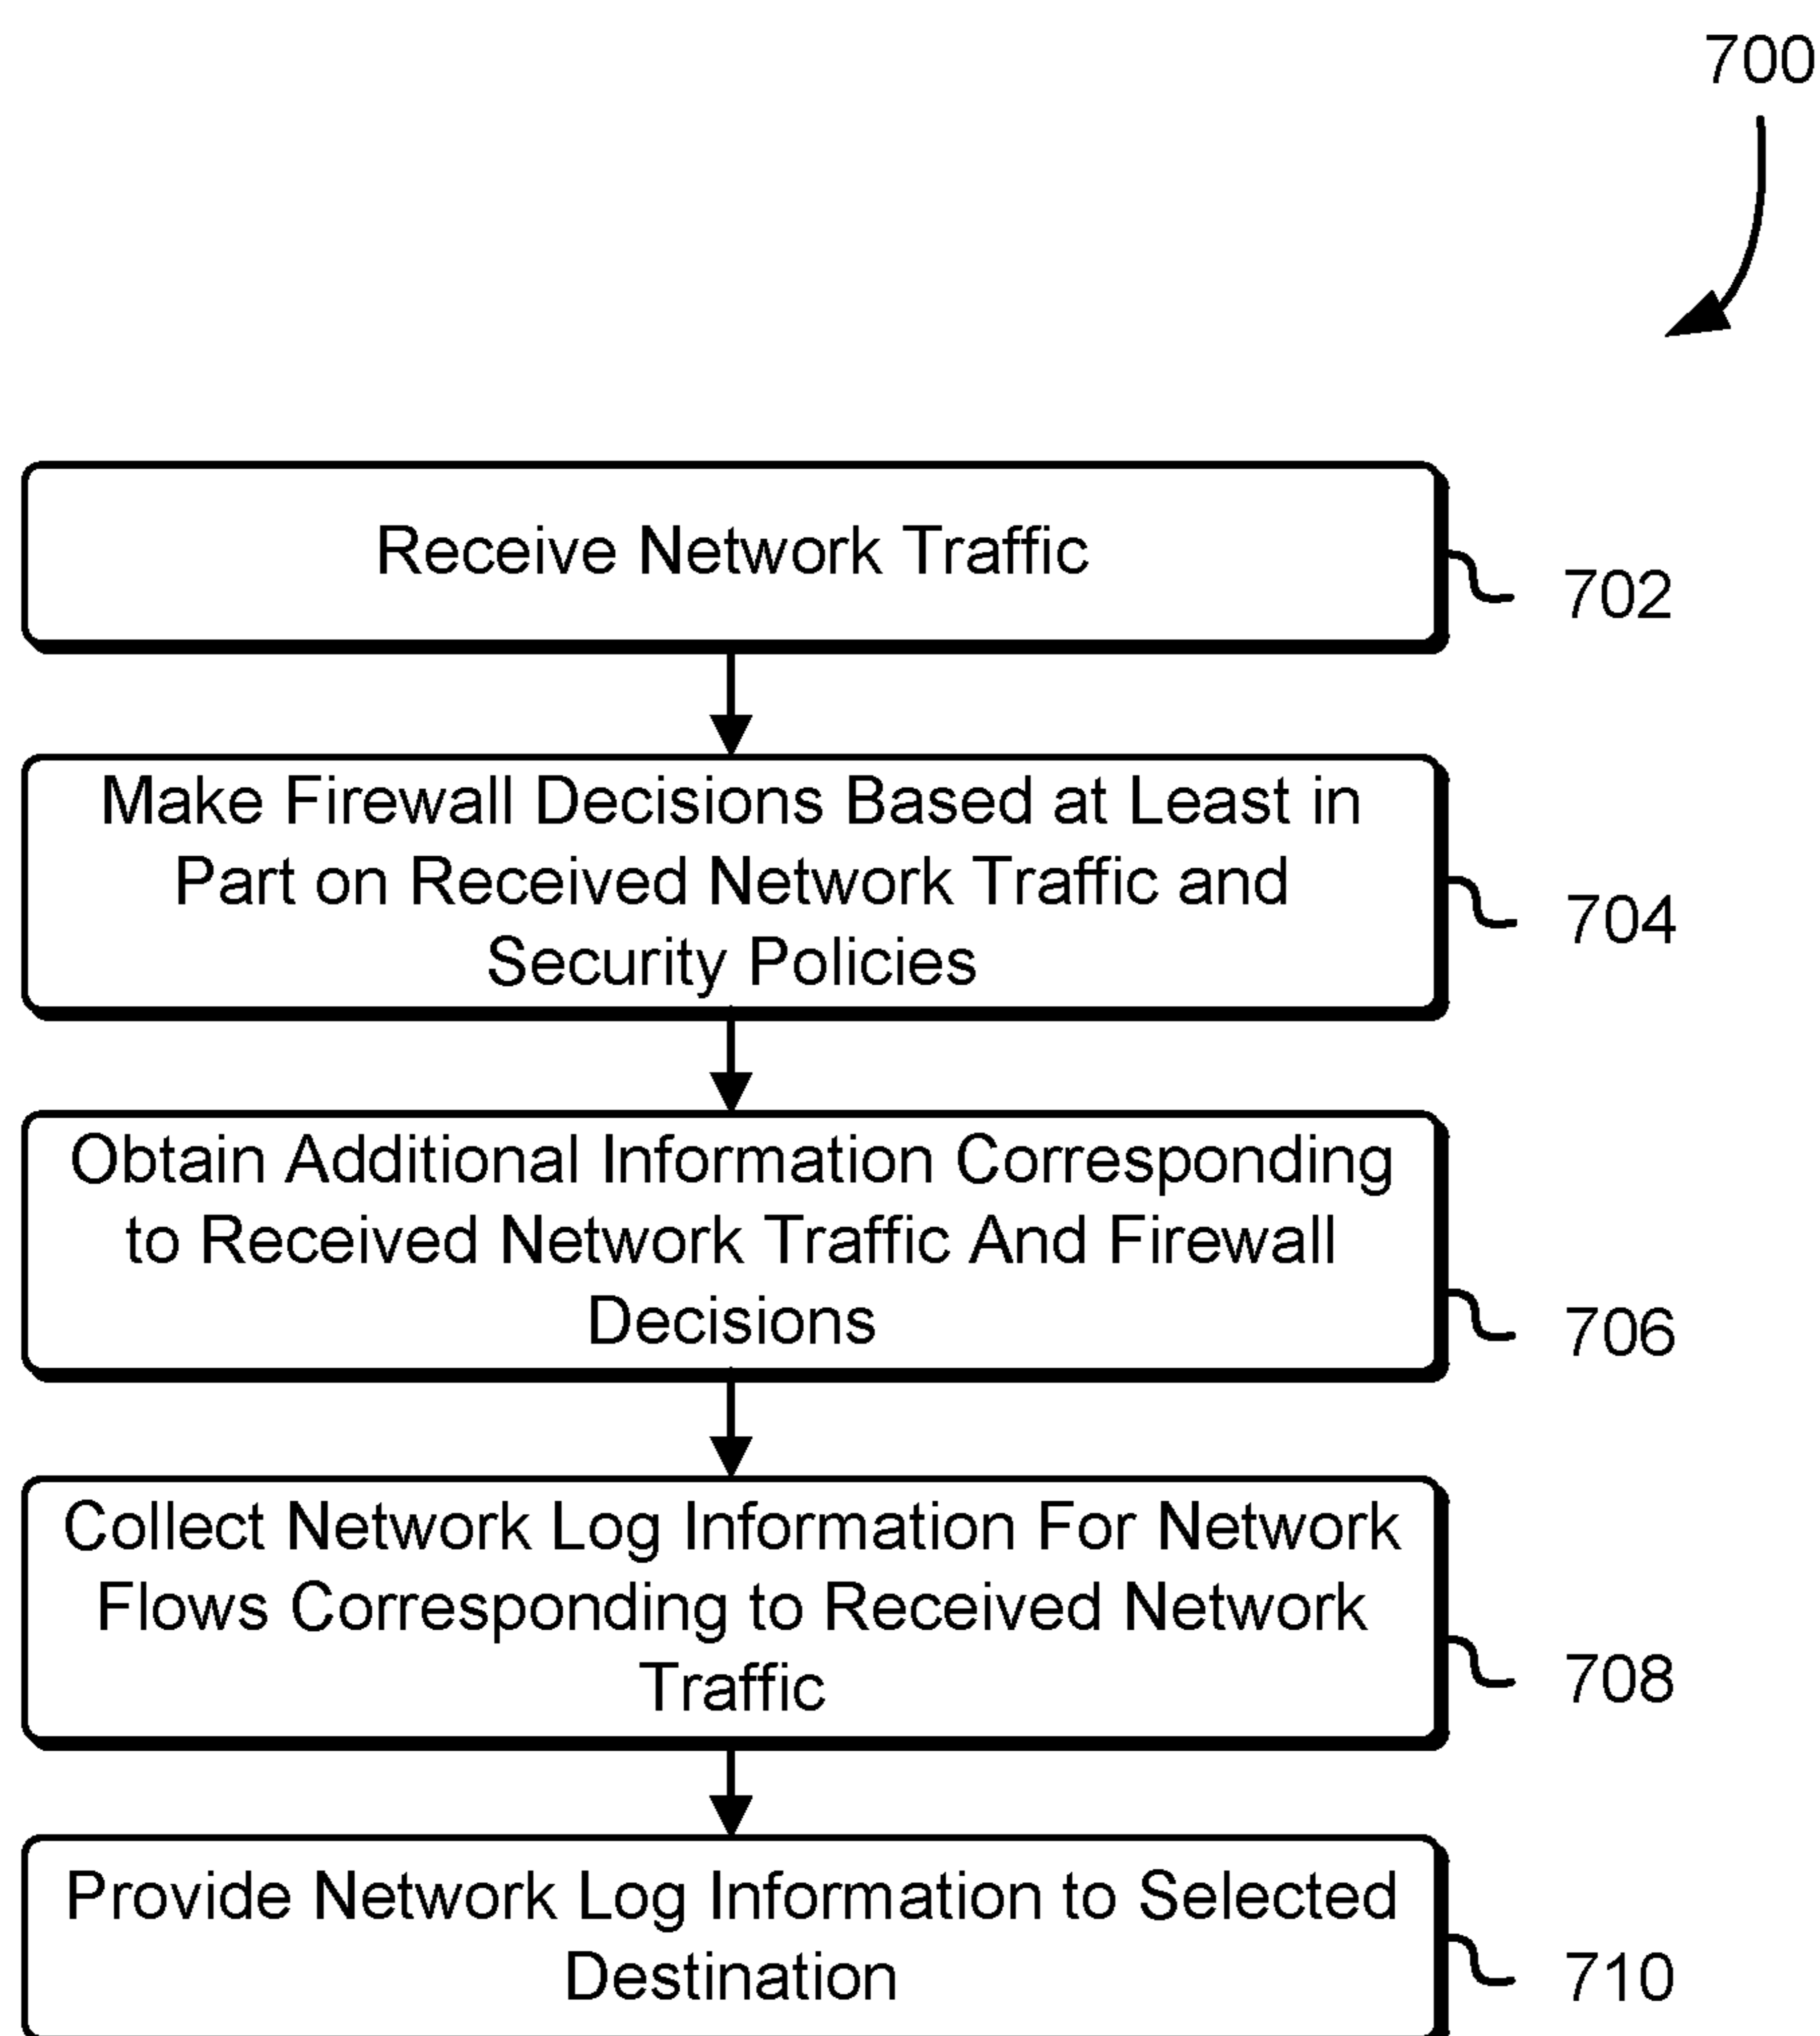 700
Receive Network Traffic
702
Make Firewall Decisions Based at Least in
Part on Received Network Traffic and
Security Policies
704
Obtain Additional Information Corresponding
to Received Network Traffic And Firewall
Decisions
706
Collect Network Log Information For Network
Flows Corresponding to Received Network
Traffic
708
Provide Network Log Information to Selected
Destination
710